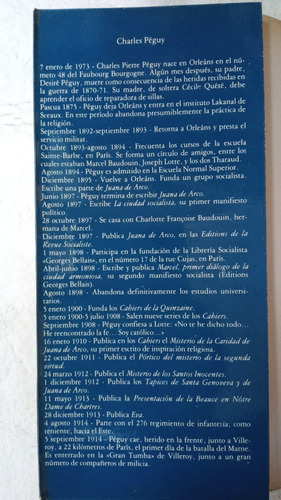 Charles Péguy
7 enero de 1973 - Charles Pierre Péguy nace en Orleáns en el nú-
mero 48 del Faubourg Bourgogne. Algún mes después, su padre,
Desiré Péguy, muere como consecuencia de las heridas recibidas en
la guerra de 1870-71. Su madre, de soltera Cécile Quéré, debe
aprender el oficio de reparadora de sillas.
Pascua 1875 - Péguy deja Orleáns y entra en el instituto Lakanal de
Sceaux. En este período abandona presumiblemente la práctica de
la religión.
Septiembre 1892-septiembre 1893 - Retorna a Orleáns y presta el
servicio militar.
Octubre 1893-agosto 1894 - Frecuenta los cursos de la escuela
Sainte-Barbe, en París. Se forma un círculo de amigos, entre los
cuales estaban Marcel Baudouin, Joseph Lotte, y los dos Tharaud.
Agosto 1894 - Péguy es admitido en la Escuela Normal Superior.
Diciembre 1895 - Vuelve a Orleáns. Funda un grupo socialista.
Escribe una parte de Juana de Arco.
Junio 1897 - Péguy termina de escribir Juana de Arco.
Agosto 1897 - Escribe La ciudad socialista, su primer manifiesto
político.
28 octubre 1897 - Se casa con Charlotte Françoise Baudouin, her-
mana de Marcel.
Diciembre 1897 - Publica Juana de Arco, en las Editions de la
Revue Socialiste.
1 mayo 1898 - Participa en la fundación de la Librería Socialista
«Georges Bellais», en el número 17 de la rue Cujas, en París.
Abril-junio 1898 - Escribe y publica Marcel, primer diálogo de la
ciudad armoniosa, su segundo manifiesto socialista (Editions
Georges Bellais).
Agosto 1898 - Abandona definitivamente los estudios universi-
tarios.
5 enero 1900 - Funda los Cahiers de la Quinzaine.
5 enero 1900-5 julio 1908 - Salen nueve series de los Cahiers.
Septiembre 1908 - Péguy confiesa a Lotte: «No te he dicho todo...
He reencontrado la fe... Soy católico...»
16 enero 1910 - Publica en los Cahiers el Misterio de la Caridad de
Juana de Arco, su primer escrito de inspiración religiosa.
22 octubre 1911 - Publica el Pórtico del misterio de la segunda
virtud.
24 marzo 1912 - Publica el Misterio de los Santos Inocentes.
1 diciembre 1912 - Publica los Tapices de Santa Genoveva y de
Juana de Arco.
11 mayo 1913 - Publica la Presentación de la Beauce en Nôtre
Dame de Chartres.
28 diciembre 1913 - Publica Eva.
4 agosto 1914 - Parte con el 276 regimiento de infantería; como
teniente, hacia el Este.
5 septiembre 1914 - Péguy cae, herido en la frente, junto a Ville-
roy, a 22 kilómetros de París, el primer día de la batalla del Marne.
Es enterrado en la «Gran Tumba» de Villeroy, junto a un gran
número de compañeros de milicia.